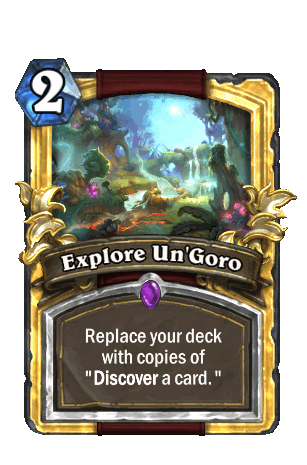 2
Explore Un'Goro
Replace your deck
with copies of
"Discover a card."